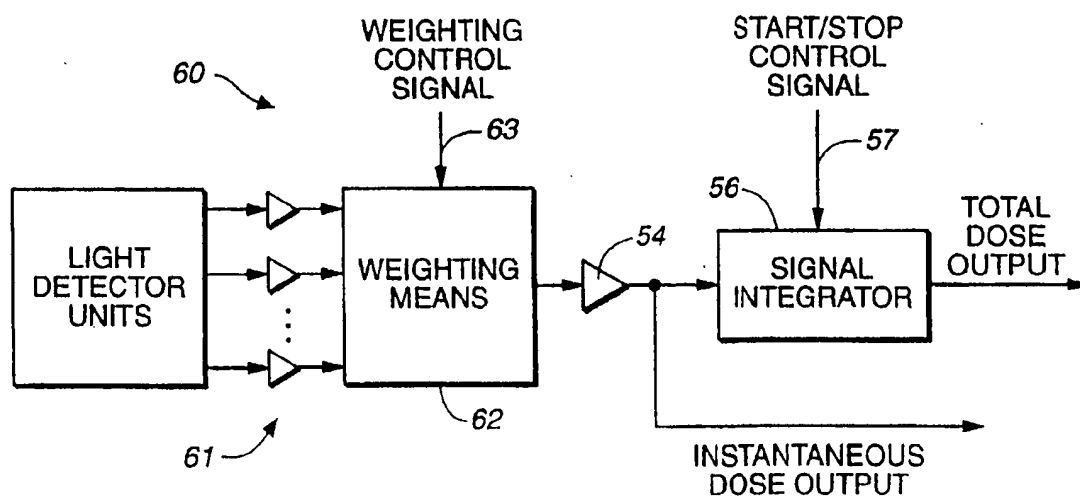 WEIGHTING
CONTROL
SIGNAL
START/STOP
CONTROL
SIGNAL
60
63
57
56
54
TOTAL
DOSE
OUTPUT
LIGHT
DETECTOR
UNITS
WEIGHTING
MEANS
SIGNAL
INTEGRATOR
62
61
INSTANTANEOUS
DOSE OUTPUT